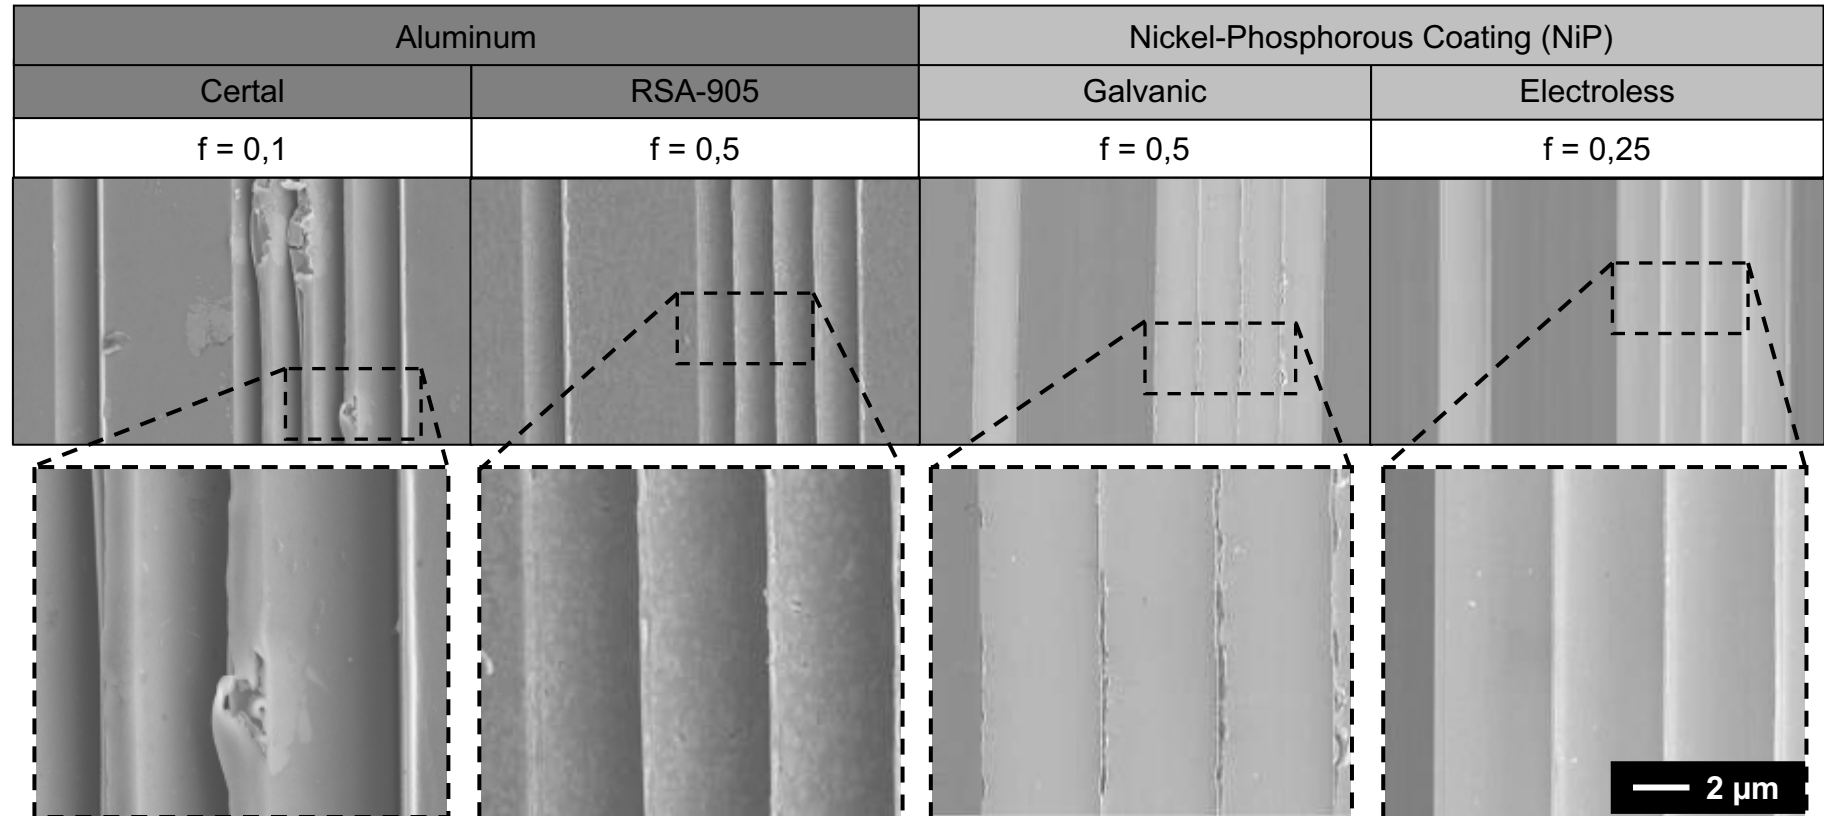 Aluminum
Nickel-Phosphorous Coating (NiP)
Certal
RSA-905
Galvanic
Electroless
f = 0,1
f = 0,5
f = 0,5
f = 0,25
2 µm